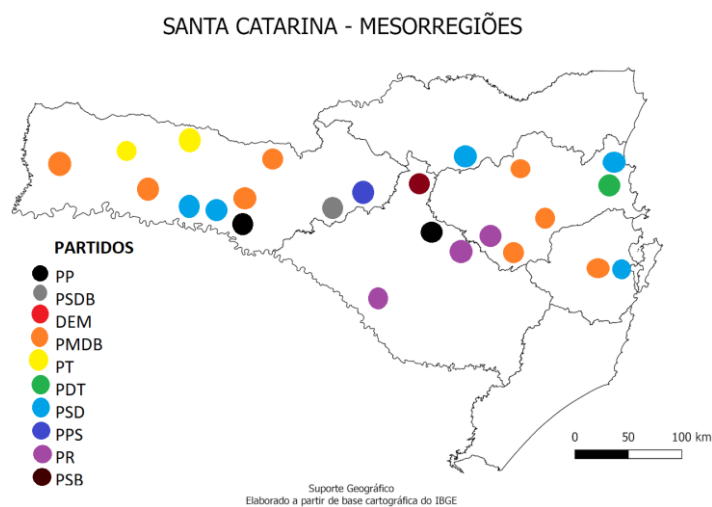 SANTA CATARINA - MESORREGIÕES
PARTIDOS
PP
PSDB
DEM
PMDB
PT
PDT
PSD
PPS
PR
PSB
0 50 100 km
Suporte Geográfico
Elaborado a partir de base cartográfica do IBGE